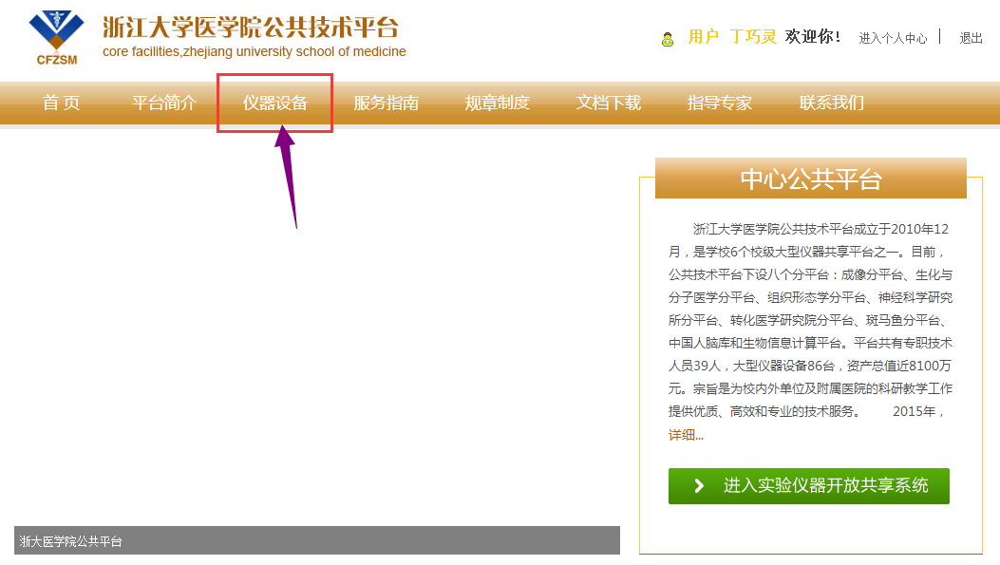 浙江大学医学院公共技术平台
core facilities,zhejiang university school of medicine
CFZSM
用户 丁巧灵 欢迎你! 进入个人中心 | 退出
首 页 平台简介 仪器设备 服务指南 规章制度 文档下载 指导专家 联系我们
中心公共平台
浙江大学医学院公共技术平台成立于2010年12
月，是学校6个校级大型仪器共享平台之一。目前，
公共技术平台下设八个分平台：成像分平台、生化与
分子医学分平台、组织形态学分平台、神经科学研究
所分平台、转化医学研究院分平台、斑马鱼分平台、
中国人脑库和生物信息计算平台。平台共有专职技术
人员39人，大型仪器设备86台，资产总值近8100万
元。宗旨是为校内外单位及附属医院的科研教学工作
提供优质、高效和专业的技术服务。 2015年，
详细...
进入实验仪器开放共享系统
浙大医学院公共平台